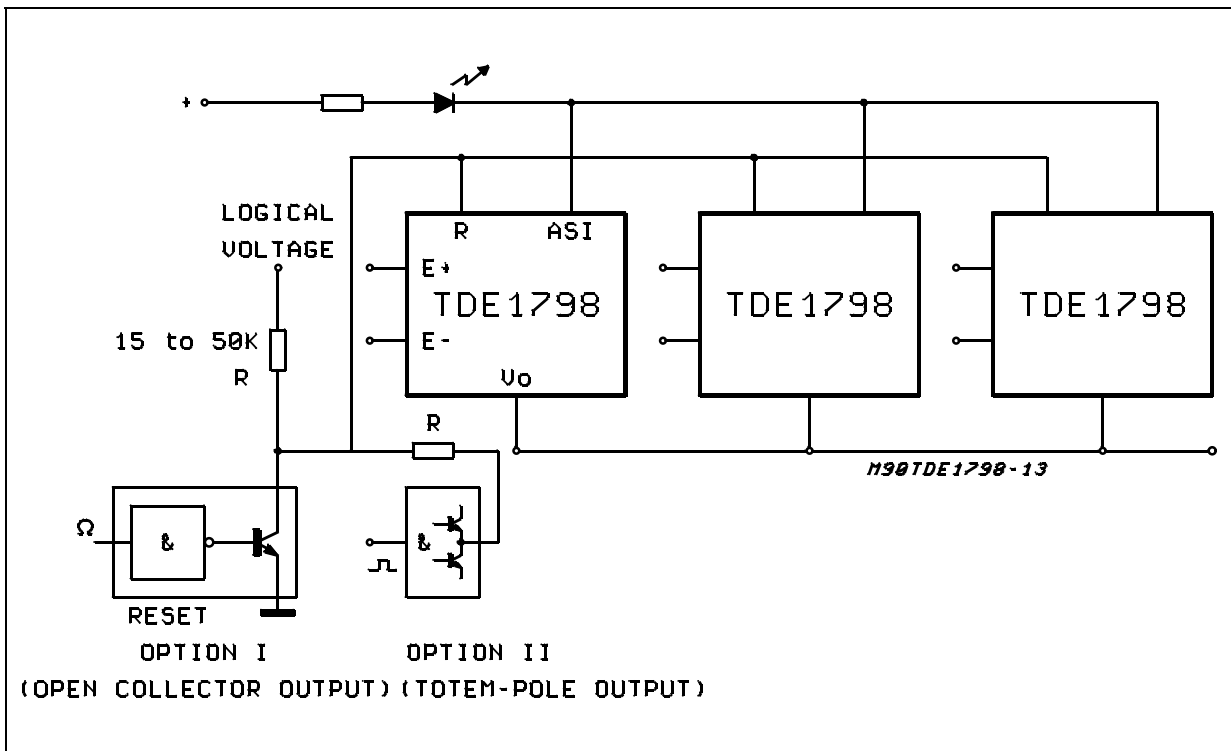 +
LOGICAL
VOLTAGE
R ASI
E+
TDE1798 TDE1798 TDE1798
15 to 50K
E-
R
Vo
R
M90TDE1798-13
Ω
&
&
RESET
OPTION I OPTION II
(OPEN COLLECTOR OUTPUT) (TOTEM-POLE OUTPUT)